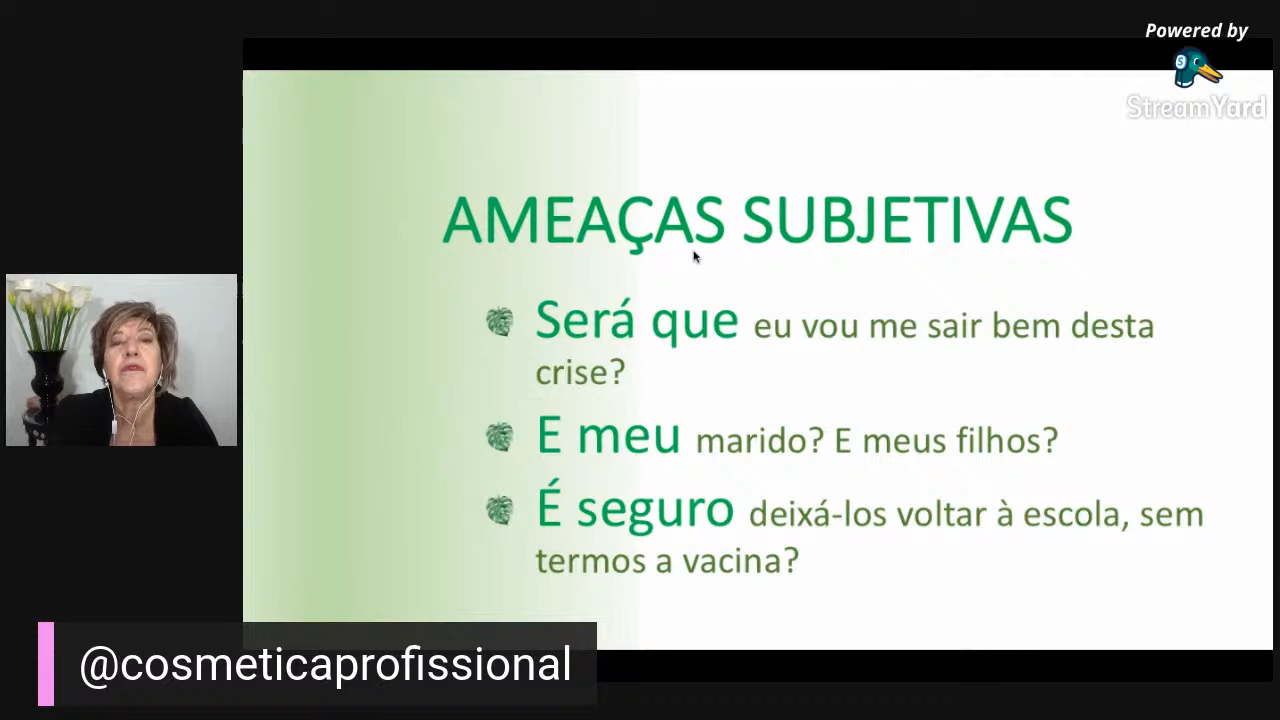 Powered by
StreamYard
AMEAÇAS SUBJETIVAS
Será que eu vou me sair bem desta
crise?
E meu marido? E meus filhos?
É seguro deixá-los voltar à escola, sem
termos a vacina?
@cosmeticaprofissional